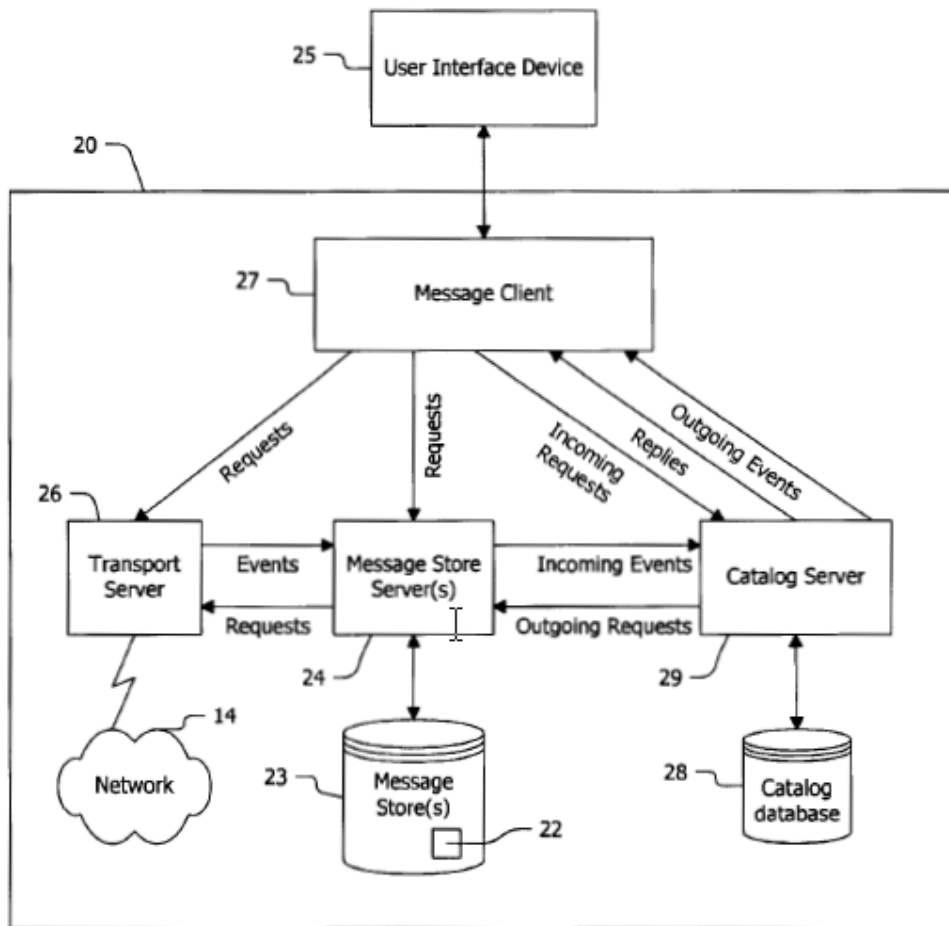 25
User Interface Device
20
27
Message Client
Requests
Requests
Incoming
Requests
Replies
Outgoing Events
26
Transport
Server
Events
Requests
Message Store
Server(s)
24
Incoming Events
Outgoing Requests
Catalog Server
29
14
Network
23
Message
Store(s)
22
28
Catalog
database